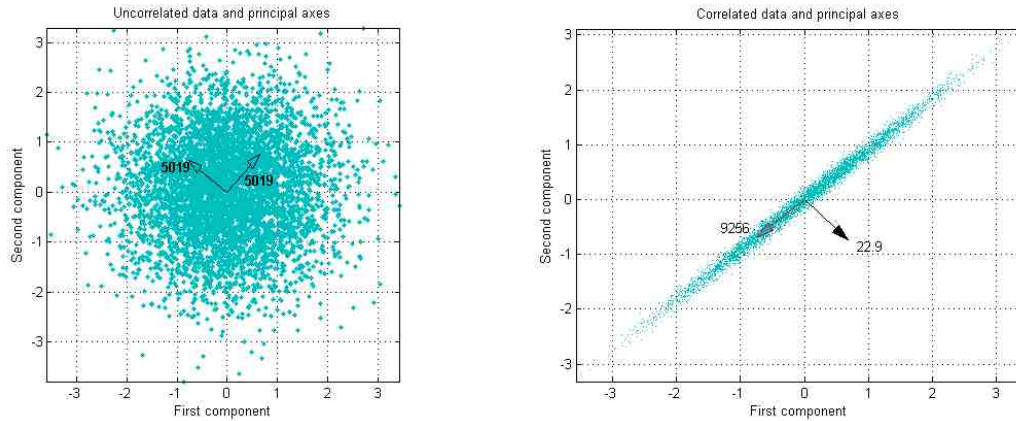 Uncorrelated data and principal axes
3
2
1
0
-1
-2
-3
Second component
5019
5019
-3 -2 -1 0 1 2 3
First component
Correlated data and principal axes
3
2
1
0
-1
-2
-3
Second component
9256
22.9
-3 -2 -1 0 1 2 3
First component